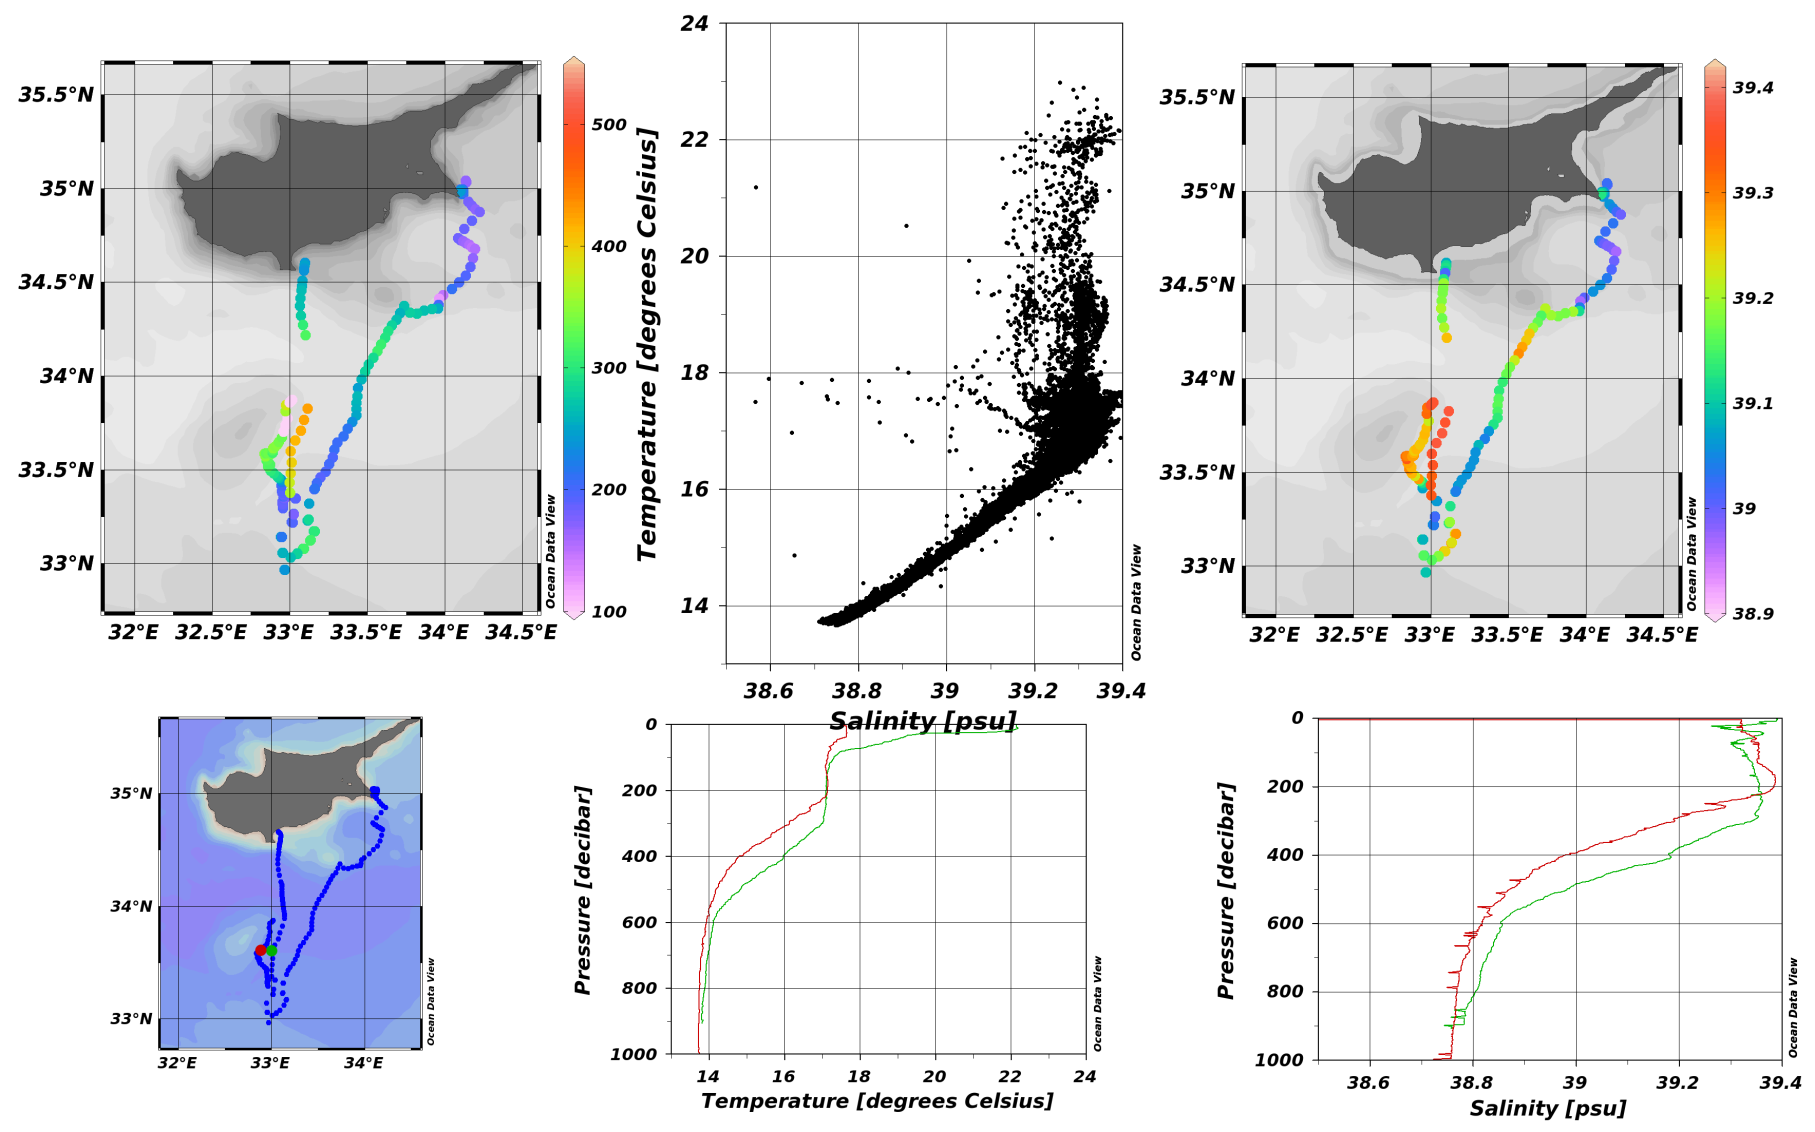 35.5°N
35°N
34.5°N
34°N
33.5°N
33°N
32°E 32.5°E 33°E 33.5°E 34°E 34.5°E
500
400
300
200
100
Ocean Data View
24
22
20
18
16
14
Temperature [degrees Celsius]
38.6 38.8 39 39.2 39.4
Salinity [psu]
Ocean Data View
35.5°N
35°N
34.5°N
34°N
33.5°N
33°N
32°E 32.5°E 33°E 33.5°E 34°E 34.5°E
39.4
39.3
39.2
39.1
39
38.9
Ocean Data View
35°N
34°N
33°N
32°E 33°E 34°E
Ocean Data View
0
200
400
600
800
1000
Pressure [decibar]
14 16 18 20 22 24
Temperature [degrees Celsius]
Ocean Data View
0
200
400
600
800
1000
Pressure [decibar]
38.6 38.8 39 39.2 39.4
Salinity [psu]
Ocean Data View